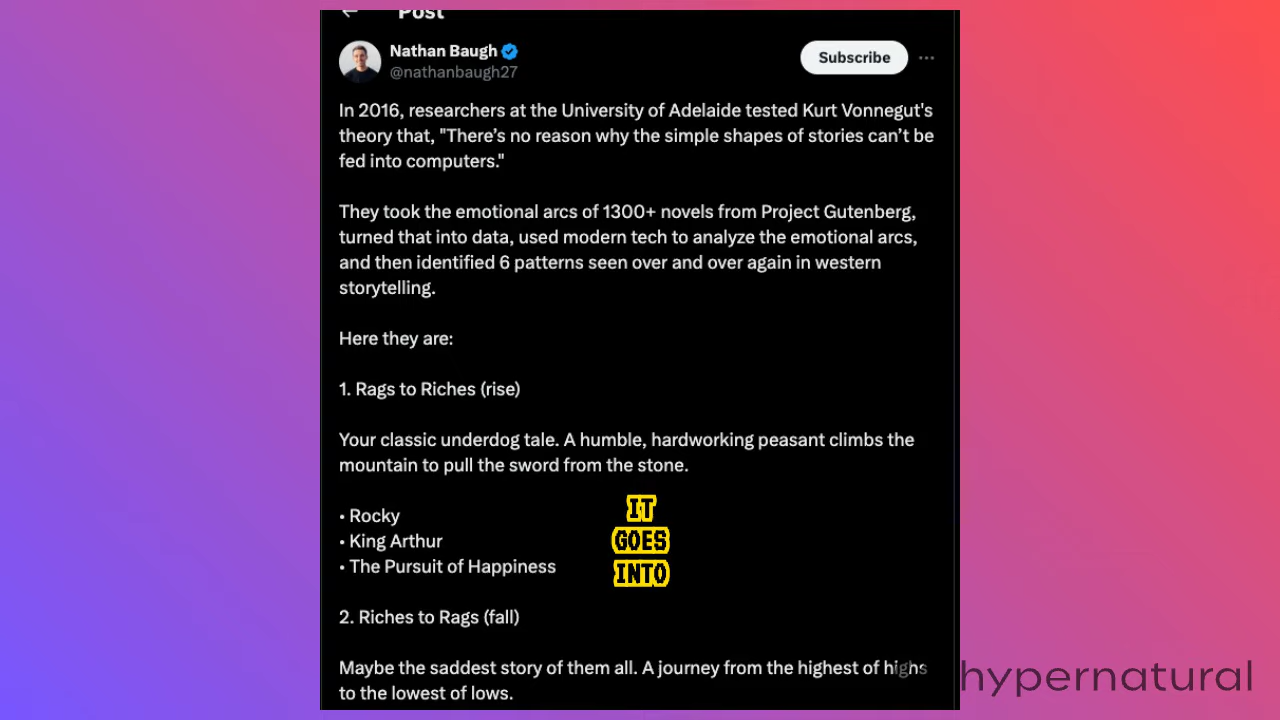 Post
Nathan Baugh
@nathanbaugh27
Subscribe
In 2016, researchers at the University of Adelaide tested Kurt Vonnegut's
theory that, "There’s no reason why the simple shapes of stories can’t be
fed into computers."
They took the emotional arcs of 1300+ novels from Project Gutenberg,
turned that into data, used modern tech to analyze the emotional arcs,
and then identified 6 patterns seen over and over again in western
storytelling.
Here they are:
1. Rags to Riches (rise)
Your classic underdog tale. A humble, hardworking peasant climbs the
mountain to pull the sword from the stone.
• Rocky
• King Arthur
• The Pursuit of Happiness
IT
GOES
INTO
2. Riches to Rags (fall)
Maybe the saddest story of them all. A journey from the highest of highs
to the lowest of lows.
hypernatural